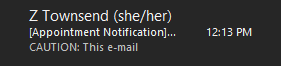 Z Townsend (she/her)
[Appointment Notification]... 12:13 PM
CAUTION: This e-mail